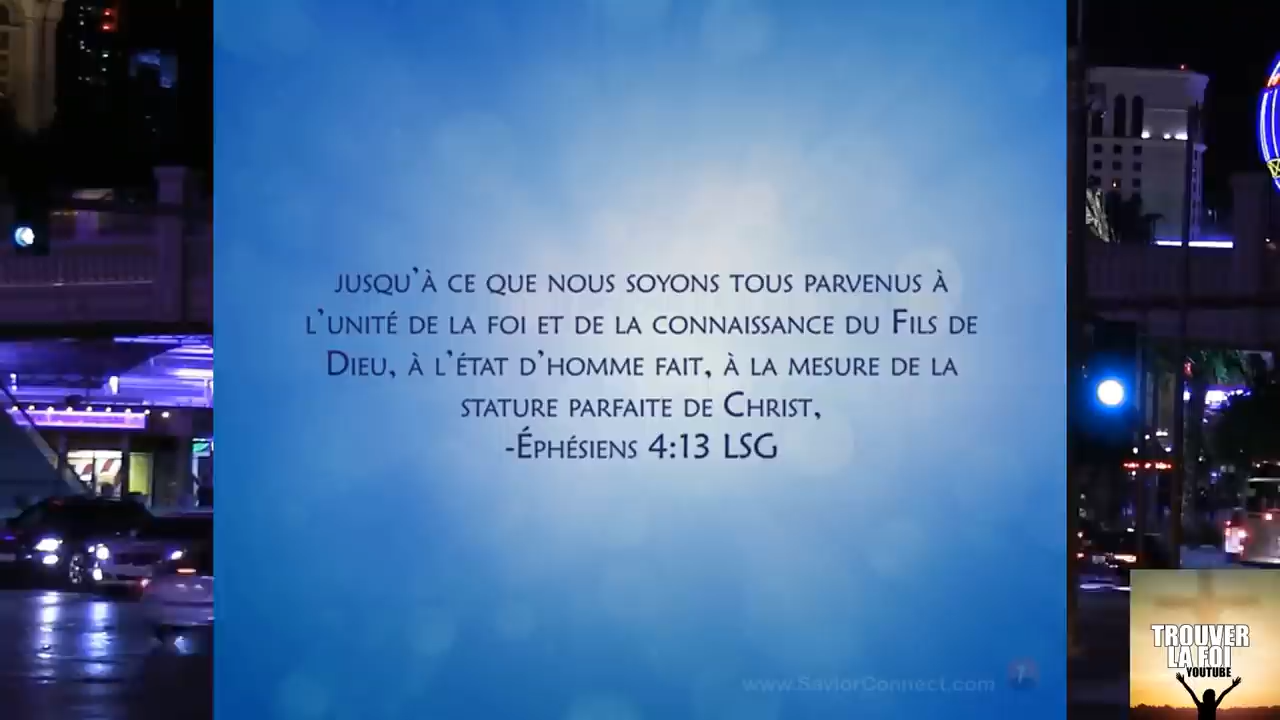 jusqu'à ce que nous soyons tous parvenus à
l'unité de la foi et de la connaissance du Fils de
Dieu, à l'état d'homme fait, à la mesure de la
stature parfaite de Christ,
-Éphésiens 4:13 LSG
www.SaviorConnect.com
TROUVER
LA FOI
YOUTUBE